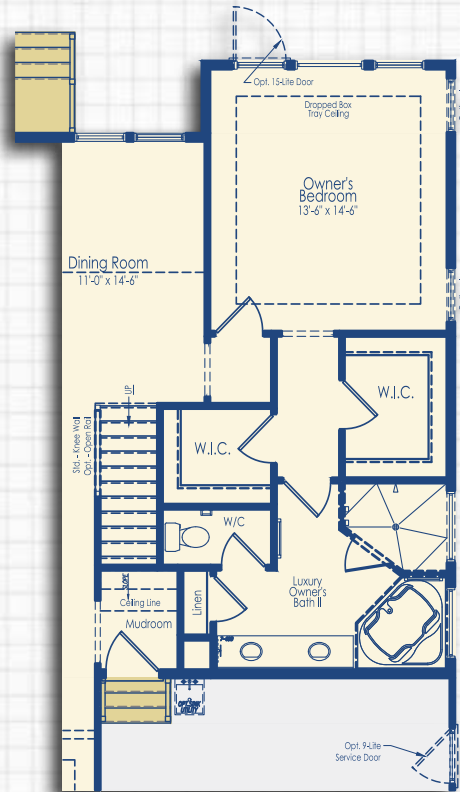 Opt. 15-Lite Door
Dropped Box
Tray Ceiling
Owner's
Bedroom
13'-6" x 14'-6"
Dining Room
11'-0" x 14'-6"
UP
Std. - Knee Wall
Opt. - Open Rail
W.I.C.
W.I.C.
W/C
Luxury
Owner's
Bath II
Linen
Ceiling Line
Mudroom
Opt. 9-Lite
Service Door